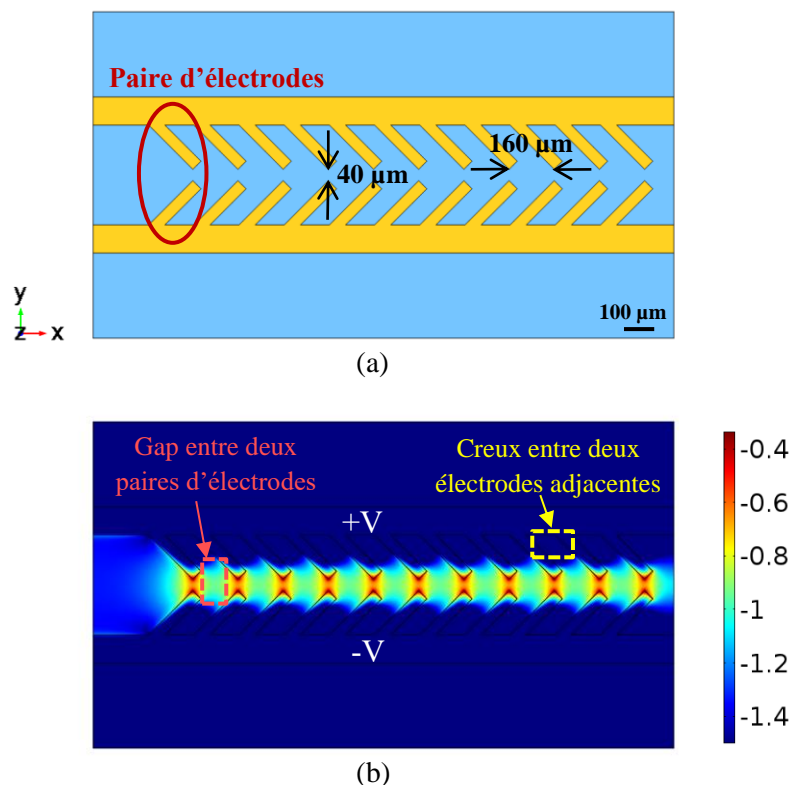 Paire d'électrodes
160 µm
40 µm
y
z x
100 µm
(a)
Gap entre deux
paires d'électrodes
Creux entre deux
électrodes adjacentes
+V
-V
-0.4
-0.6
-0.8
-1
-1.2
-1.4
(b)